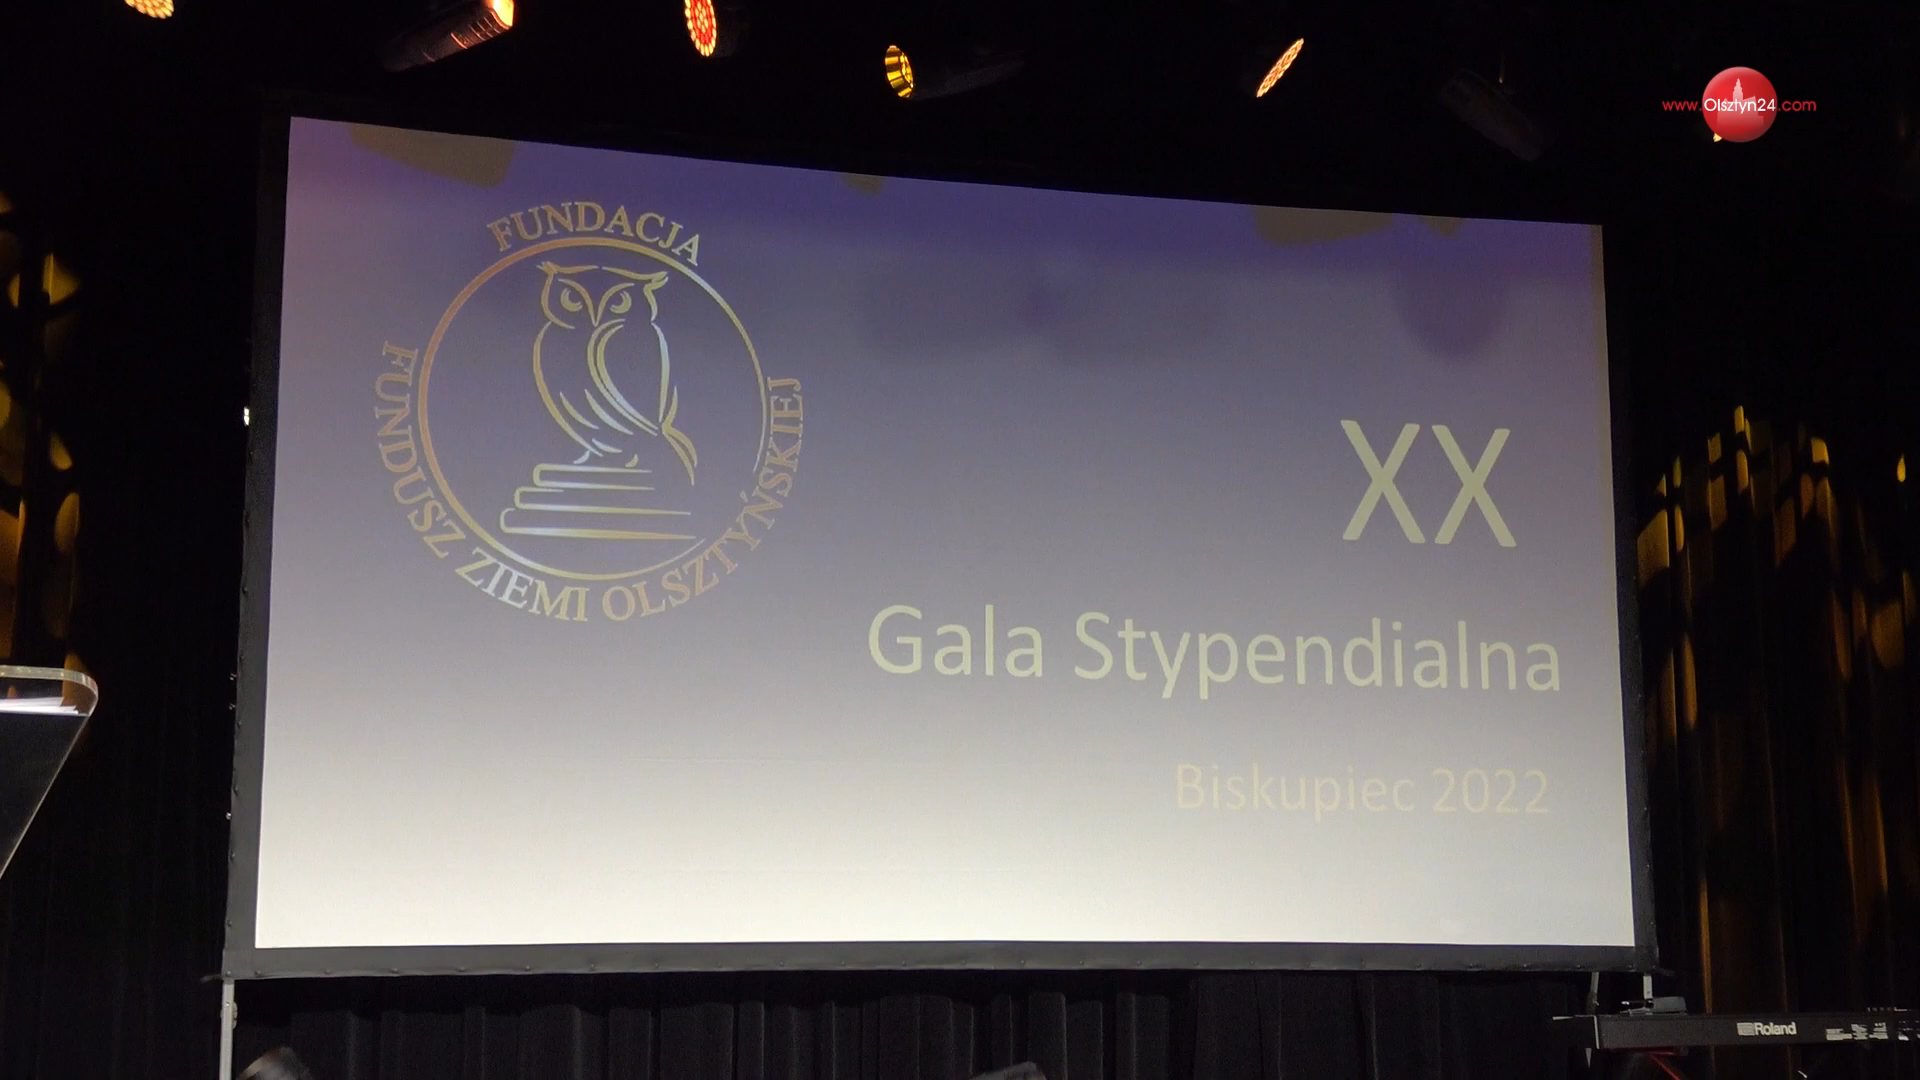 www.Olsztyn24.com
FUNDACJA
FUNDUSZ ZIEMI OLSZTYŃSKIEJ
XX
Gala Stypendialna
Biskupiec 2022
Roland